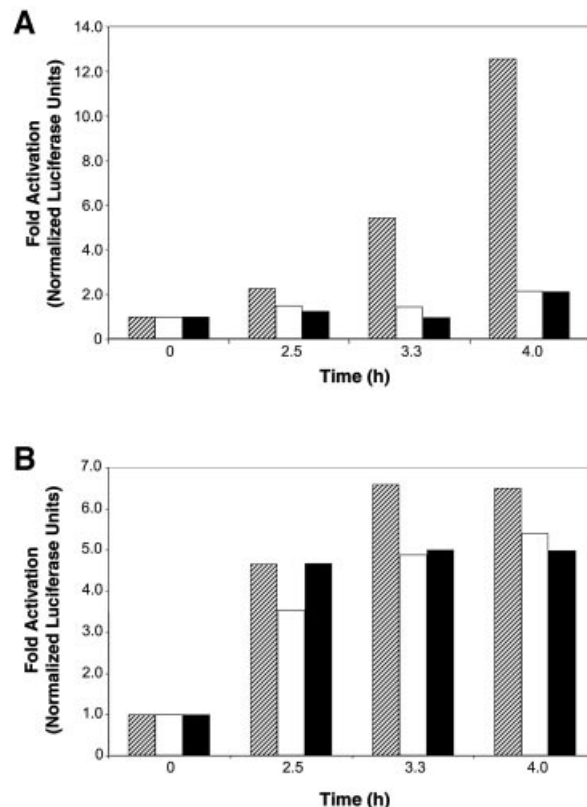 A
14.0
12.0
10.0
8.0
6.0
4.0
2.0
0
Fold Activation
(Normalized Luciferase Units)
0 2.5 3.3 4.0
Time (h)
B
7.0
6.0
5.0
4.0
3.0
2.0
1.0
0
Fold Activation
(Normalized Luciferase Units)
0 2.5 3.3 4.0
Time (h)